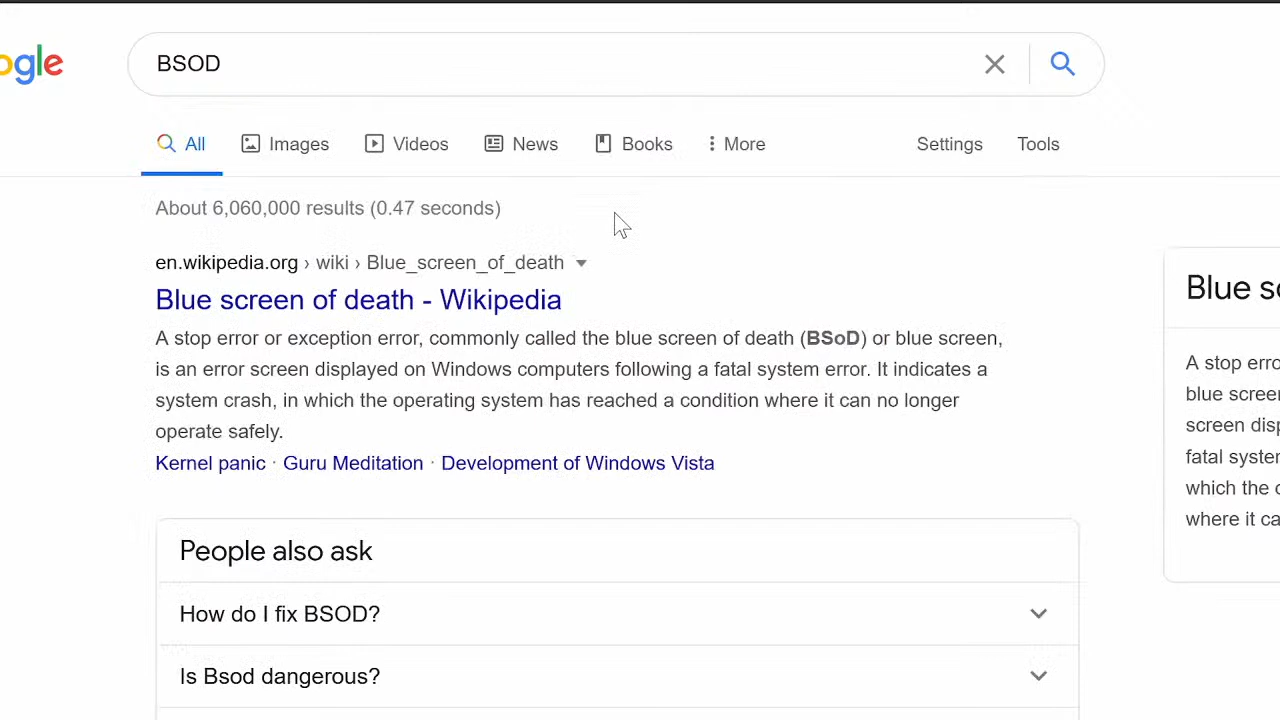 ogle
BSOD
All Images Videos News Books More Settings Tools
About 6,060,000 results (0.47 seconds)
en.wikipedia.org › wiki › Blue_screen_of_death
Blue screen of death - Wikipedia
A stop error or exception error, commonly called the blue screen of death (BSoD) or blue screen,
is an error screen displayed on Windows computers following a fatal system error. It indicates a
system crash, in which the operating system has reached a condition where it can no longer
operate safely.
Kernel panic · Guru Meditation · Development of Windows Vista
People also ask
How do I fix BSOD?
Is Bsod dangerous?
Blue sc
A stop erro
blue screen
screen disp
fatal system
which the o
where it ca